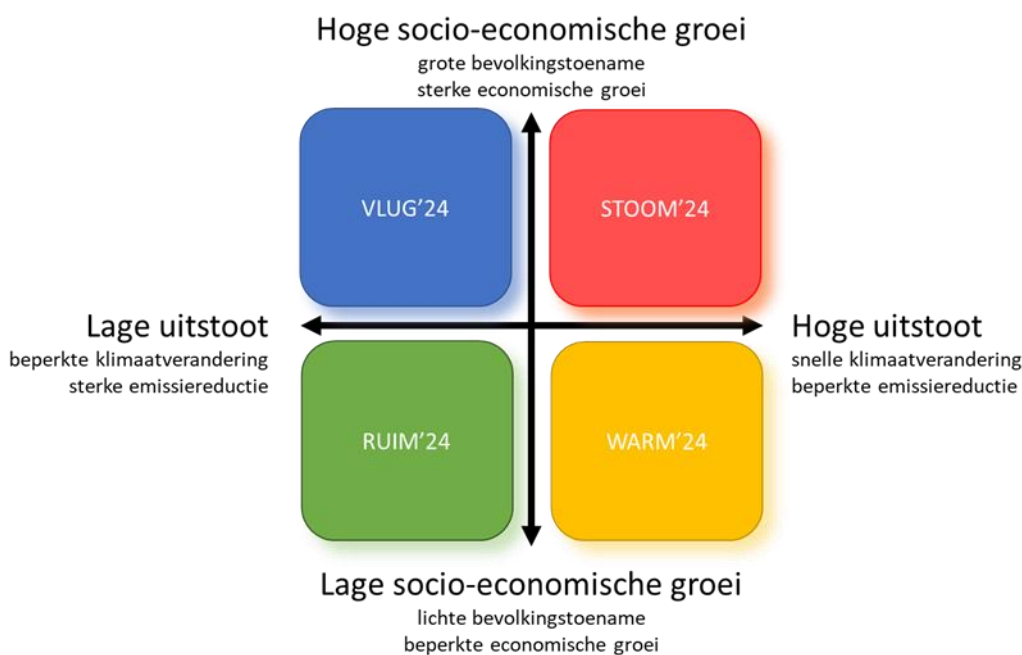 Hoge socio-economische groei
grote bevolkingstoename
sterke economische groei
VLUG’24
STOOM’24
Lage uitstoot
beperkte klimaatverandering
sterke emissiereductie
Hoge uitstoot
snelle klimaatverandering
beperkte emissiereductie
RUIM’24
WARM’24
Lage socio-economische groei
lichte bevolkingstoename
beperkte economische groei